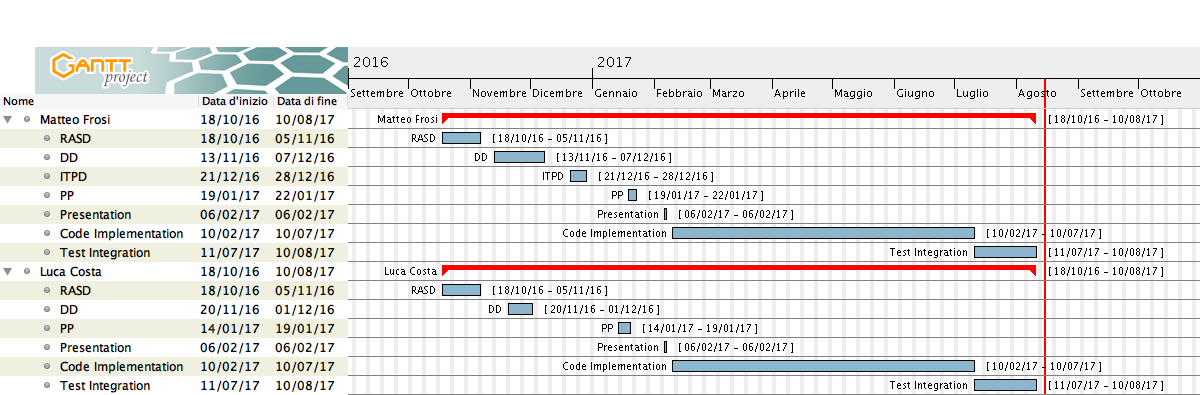 GANTT
project
2016 2017
Settembre Ottobre Novembre Dicembre Gennaio Febbraio Marzo Aprile Maggio Giugno Luglio Agosto Settembre Ottobre
Nome Data d'inizio Data di fine
Matteo Frosi 18/10/16 10/08/17 Matteo Frosi [18/10/16 - 10/08/17 ]
RASD 18/10/16 05/11/16 RASD [18/10/16 - 05/11/16 ]
DD 13/11/16 07/12/16 DD [13/11/16 - 07/12/16 ]
ITPD 21/12/16 28/12/16 ITPD [21/12/16 - 28/12/16 ]
PP 19/01/17 22/01/17 PP [19/01/17 - 22/01/17 ]
Presentation 06/02/17 06/02/17 Presentation [06/02/17 - 06/02/17 ]
Code Implementation 10/02/17 10/07/17 Code Implementation [10/02/17 - 10/07/17 ]
Test Integration 11/07/17 10/08/17 Test Integration [11/07/17 - 10/08/17 ]
Luca Costa 18/10/16 10/08/17 Luca Costa [18/10/16 - 10/08/17 ]
RASD 18/10/16 05/11/16 RASD [18/10/16 - 05/11/16 ]
DD 20/11/16 01/12/16 DD [20/11/16 - 01/12/16 ]
PP 14/01/17 19/01/17 PP [14/01/17 - 19/01/17 ]
Presentation 06/02/17 06/02/17 Presentation [06/02/17 - 06/02/17 ]
Code Implementation 10/02/17 10/07/17 Code Implementation [10/02/17 - 10/07/17 ]
Test Integration 11/07/17 10/08/17 Test Integration [11/07/17 - 10/08/17 ]